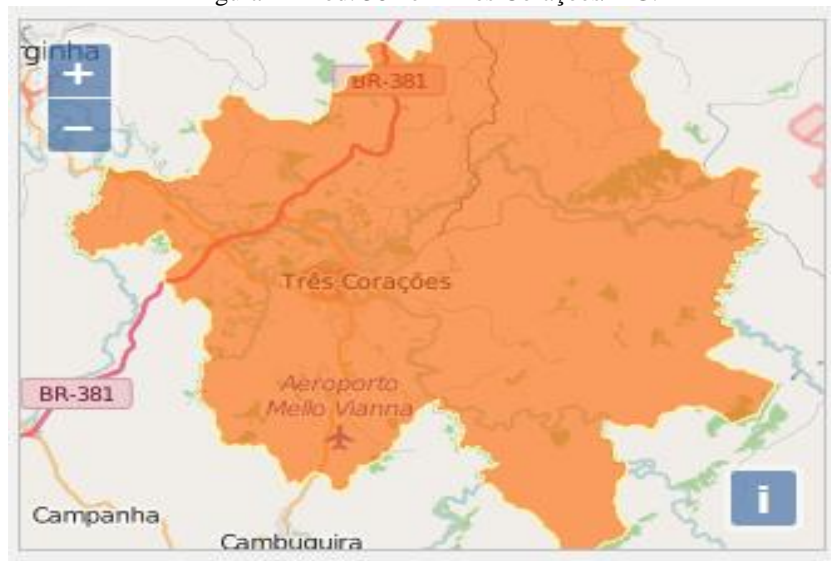 ginha
+
BR-381
−
Três Corações
Aeroporto
Mello Vianna
BR-381
i
Campanha
Cambuquira